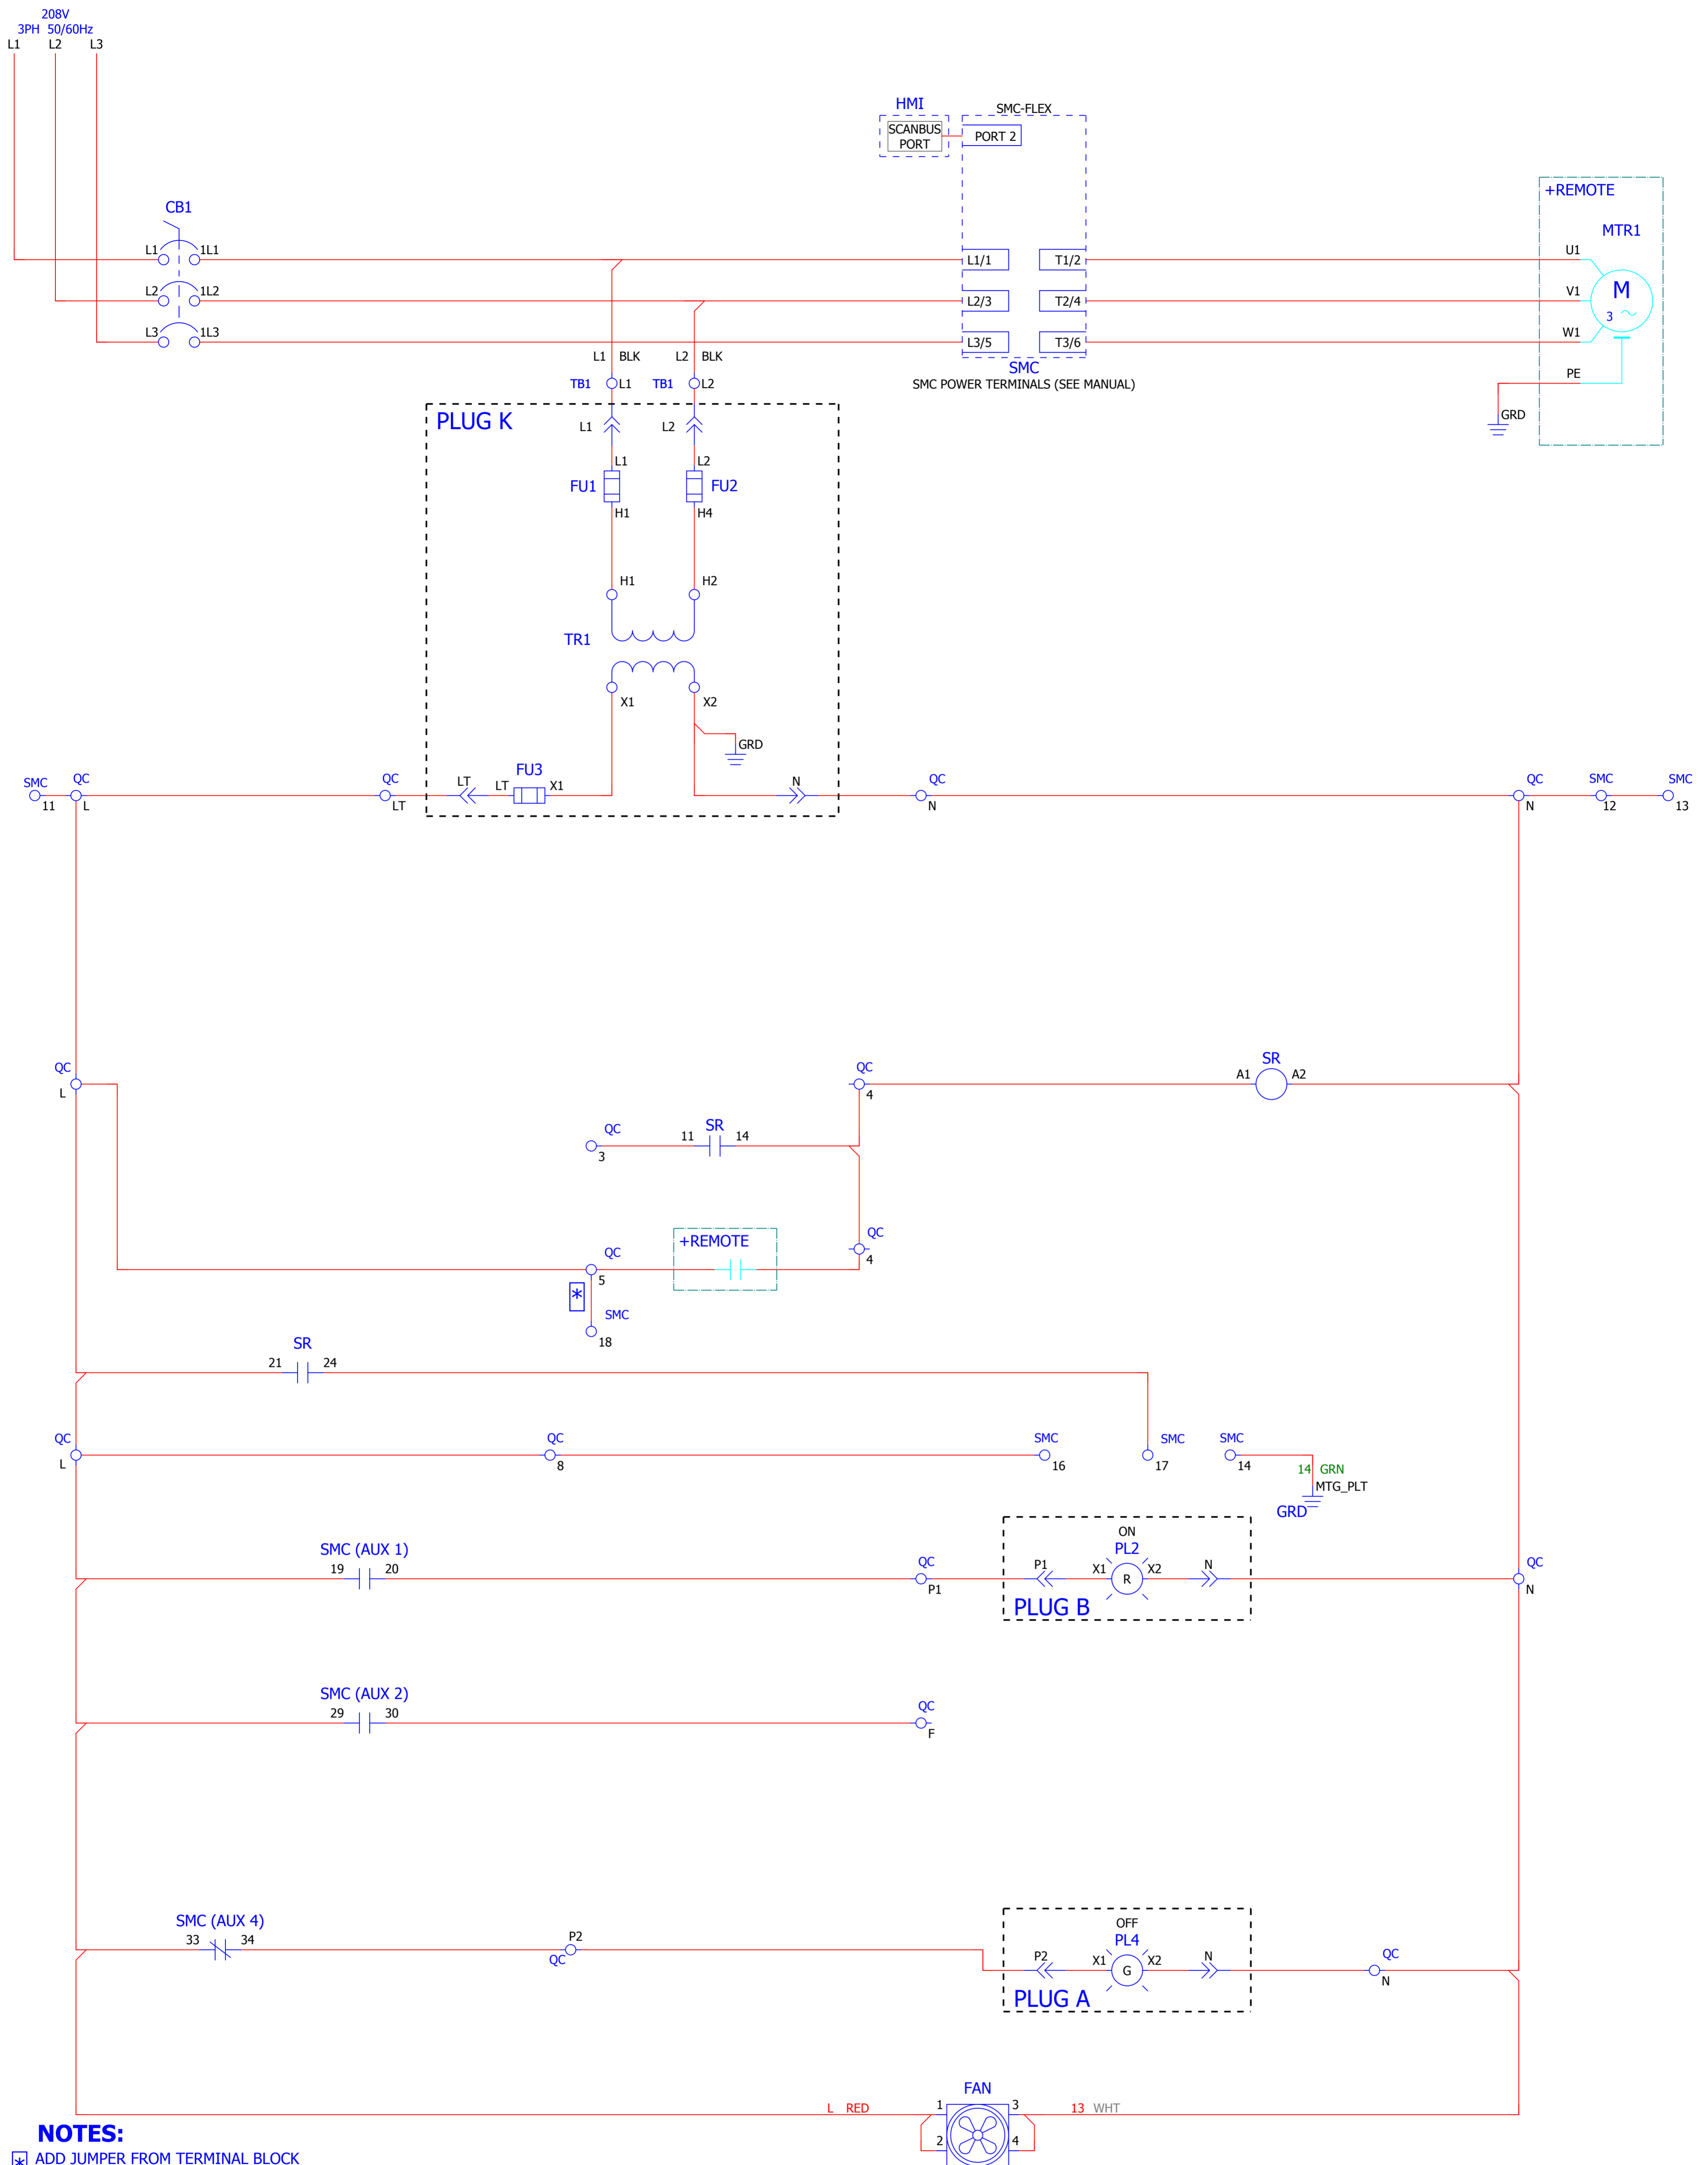 208V
3PH 50/60Hz
L1 L2 L3
HMI
SCANBUS
PORT
SMC-FLEX
PORT 2
+REMOTE
MTR1
CB1
L1 1L1
L2 1L2
L3 1L3
L1/1 T1/2
L2/3 T2/4
L3/5 T3/6
U1
V1
W1
M
3
PE
GRD
SMC
SMC POWER TERMINALS (SEE MANUAL)
L1 BLK L2 BLK
TB1 L1 TB1 L2
PLUG K
L1 L2
L1 L2
FU1 FU2
H1 H4
H1 H2
TR1
X1 X2
GRD
SMC QC QC LT LT FU3 X1 N QC QC SMC SMC
11 L LT N N 12 13
QC QC SR
L 4 A1 A2
QC 11 SR 14
3
+REMOTE
QC QC
5 4
*
SMC
18
SR
21 24
QC QC SMC SMC SMC
L 8 16 17 14
14 GRN
MTG_PLT
GRD
ON
SMC (AUX 1) PL2
19 20 QC P1 X1 R X2 N QC
P1 N
PLUG B
SMC (AUX 2)
29 30 QC
F
OFF
SMC (AUX 4) PL4
33 34 P2 P2 X1 G X2 N QC
QC N
PLUG A
FAN
L RED 1 3 13 WHT
2 4
NOTES:
* ADD JUMPER FROM TERMINAL BLOCK